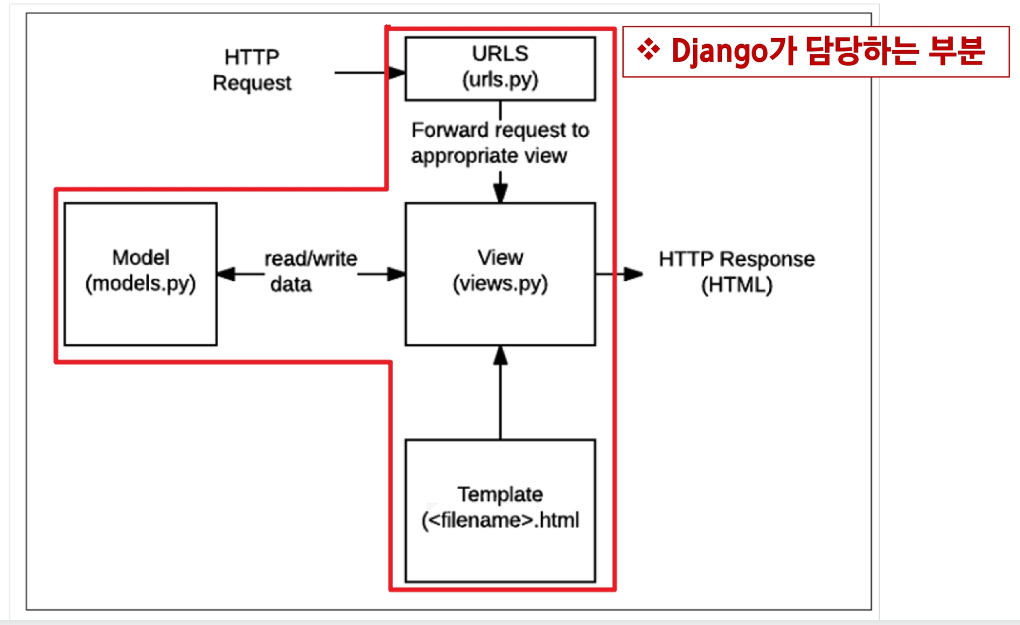 ❖ Django가 담당하는 부분
HTTP
Request
URLS
(urls.py)
Forward request to
appropriate view
Model
(models.py)
read/write
data
View
(views.py)
HTTP Response
(HTML)
Template
(<filename>.html